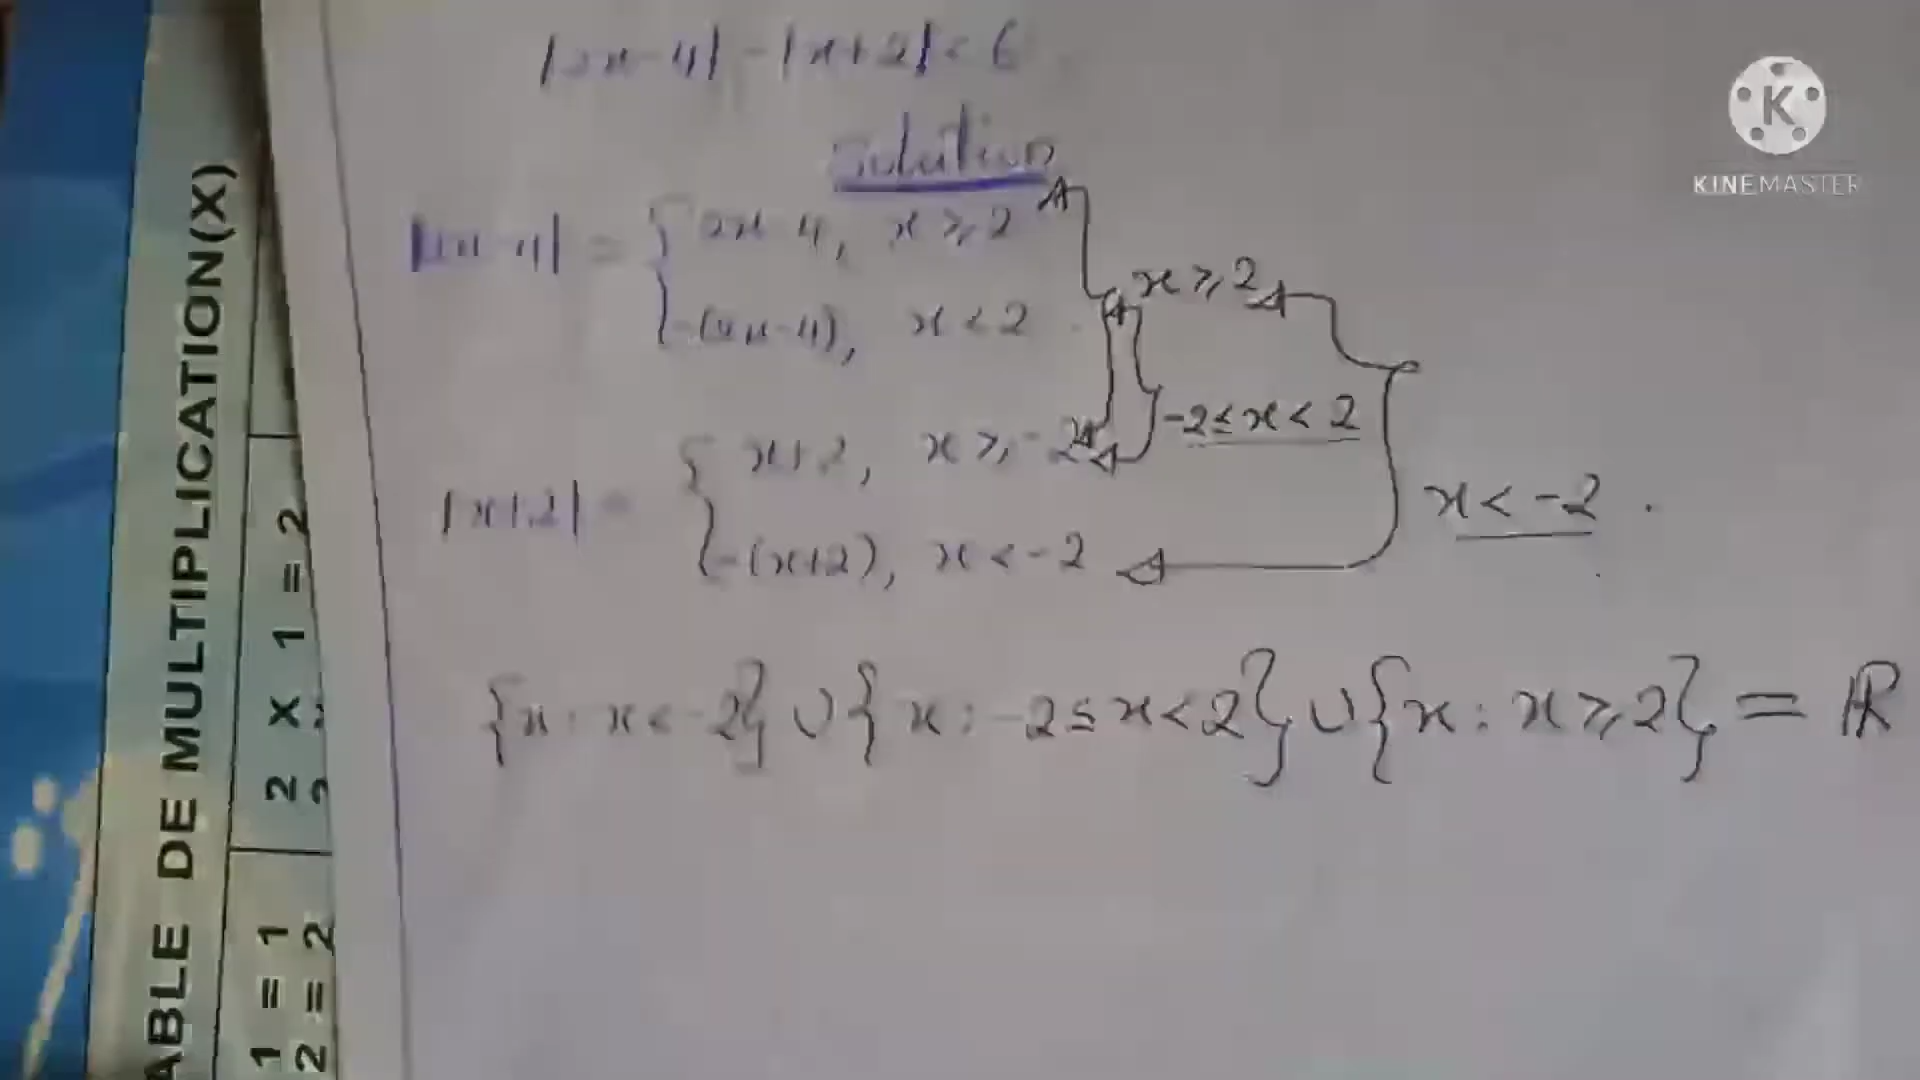 |2x-4| - |x+2| < 6
Solution
|2x-4| = { 2x-4, x ≥ 2
-(2x-4), x < 2
x ≥ 2
-2 ≤ x < 2
|x+2| = { x+2, x ≥ -2
-(x+2), x < -2
x < -2 .
{x : x < -2} ∪ {x : -2 ≤ x < 2} ∪ {x : x ≥ 2} = ℝ
ABLE DE MULTIPLICATION(X)
1 = 1
2 = 2
2 X 1 = 2
K
KINEMASTER